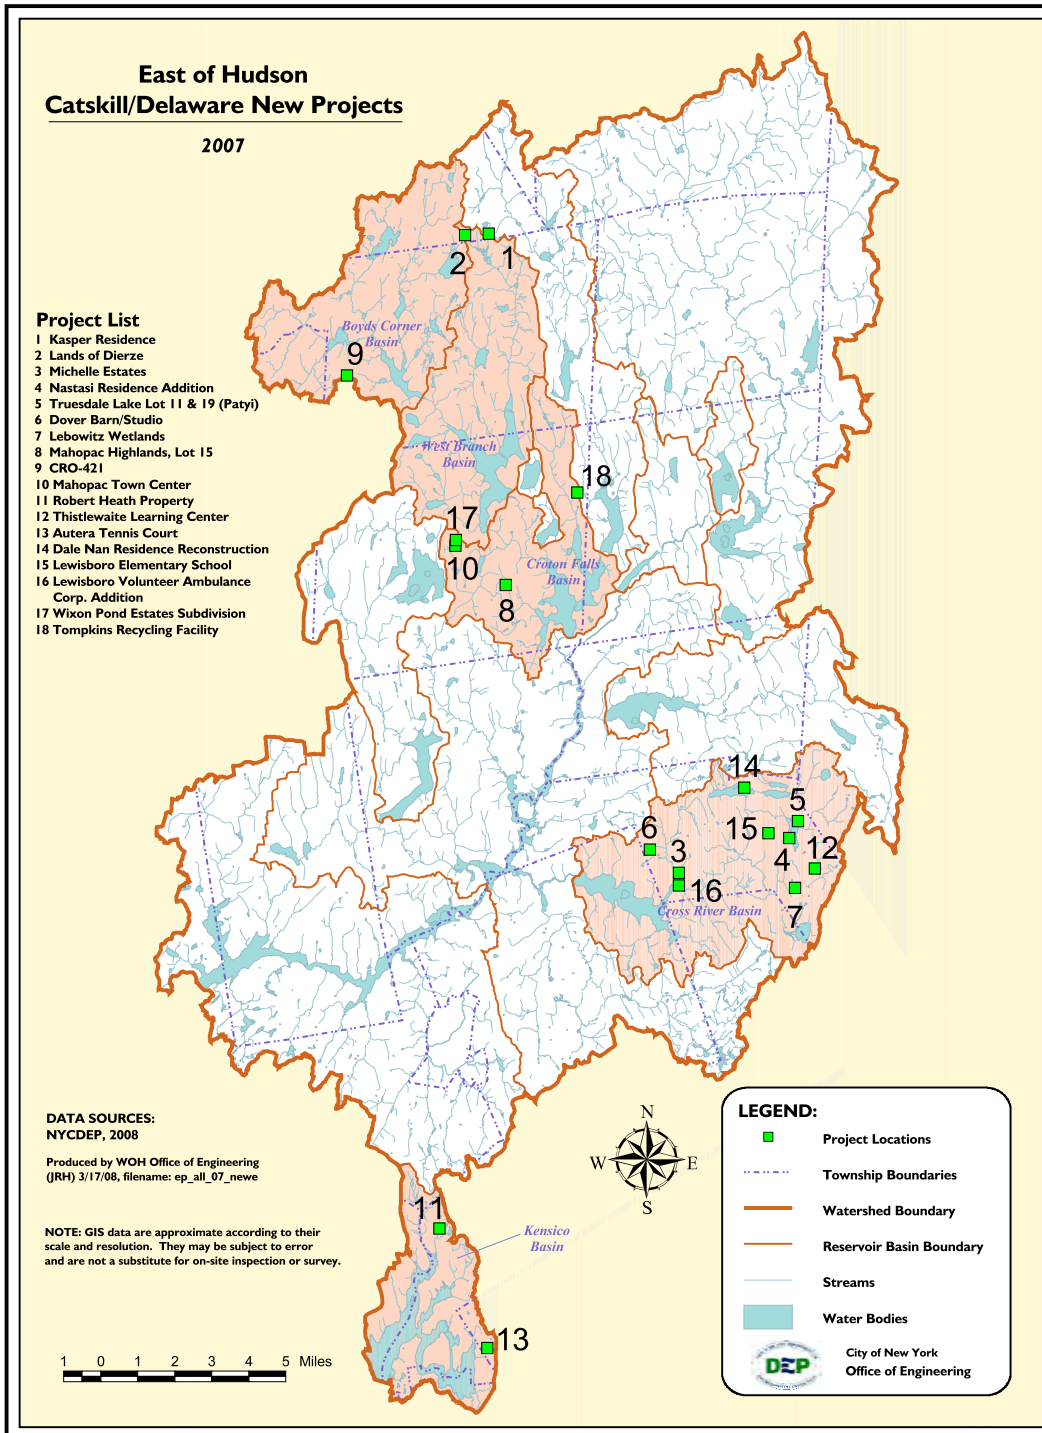 East of Hudson
Catskill/Delaware New Projects
2007
Project List
1 Kasper Residence
2 Lands of Dierze
3 Michelle Estates
4 Nastasi Residence Addition
5 Truesdale Lake Lot 11 & 19 (Patyi)
6 Dover Barn/Studio
7 Lebowitz Wetlands
8 Mahopac Highlands, Lot 15
9 CRO-421
10 Mahopac Town Center
11 Robert Heath Property
12 Thistlewaite Learning Center
13 Autera Tennis Court
14 Dale Nan Residence Reconstruction
15 Lewisboro Elementary School
16 Lewisboro Volunteer Ambulance
Corp. Addition
17 Wixon Pond Estates Subdivision
18 Tompkins Recycling Facility
2
1
Boyds Corner
Basin
9
West Branch
Basin
18
17
10
Croton Falls
Basin
8
14
5
15
6
4
12
3
16
7
Cross River Basin
11
Kensico
Basin
13
DATA SOURCES:
NYCDEP, 2008
Produced by WOH Office of Engineering
(JRH) 3/17/08, filename: ep_all_07_newe
NOTE: GIS data are approximate according to their
scale and resolution. They may be subject to error
and are not a substitute for on-site inspection or survey.
1 0 1 2 3 4 5 Miles
N
W E
S
LEGEND:
Project Locations
Township Boundaries
Watershed Boundary
Reservoir Basin Boundary
Streams
Water Bodies
DEP
City of New York
Office of Engineering